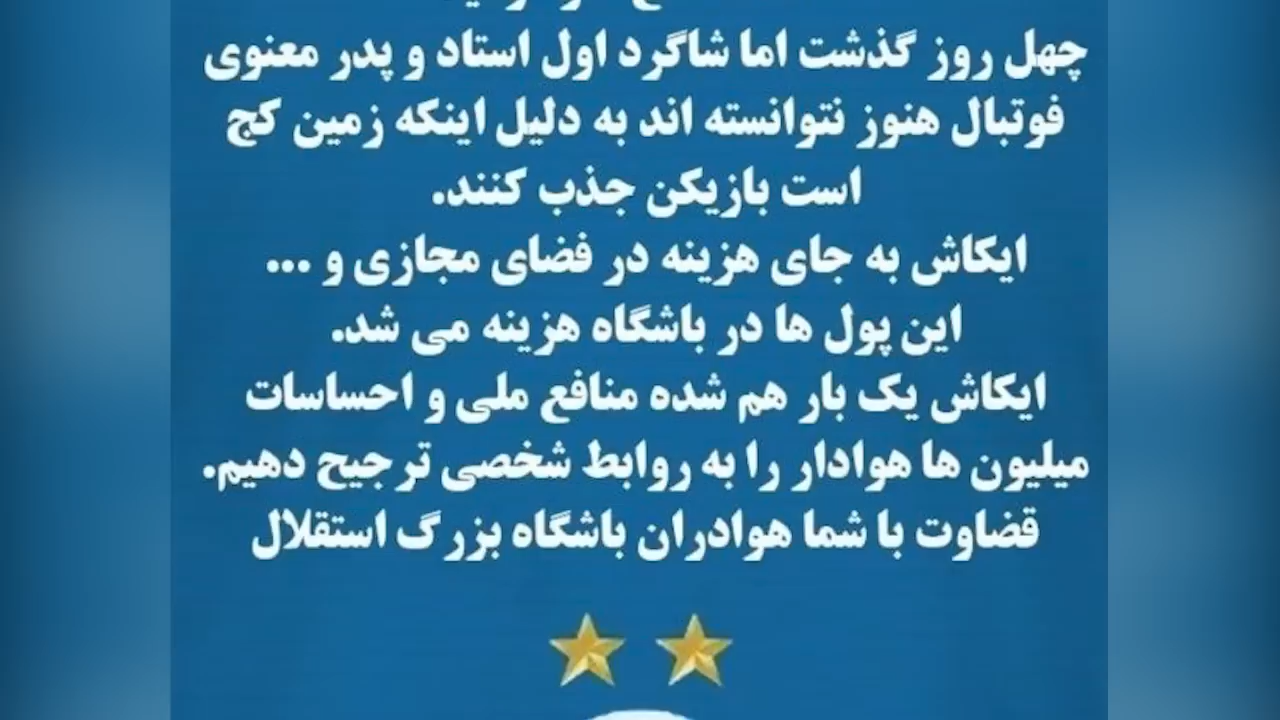 چهل روز گذشت اما شاگرد اول استاد و پدر معنوی
فوتبال هنوز نتوانسته اند به دلیل اینکه زمین کج
است بازیکن جذب کنند.
ایکاش به جای هزینه در فضای مجازی و ...
این پول ها در باشگاه هزینه می شد.
ایکاش یک بار هم شده منافع ملی و احساسات
میلیون ها هوادار را به روابط شخصی ترجیح دهیم.
قضاوت با شما هوادران باشگاه بزرگ استقلال